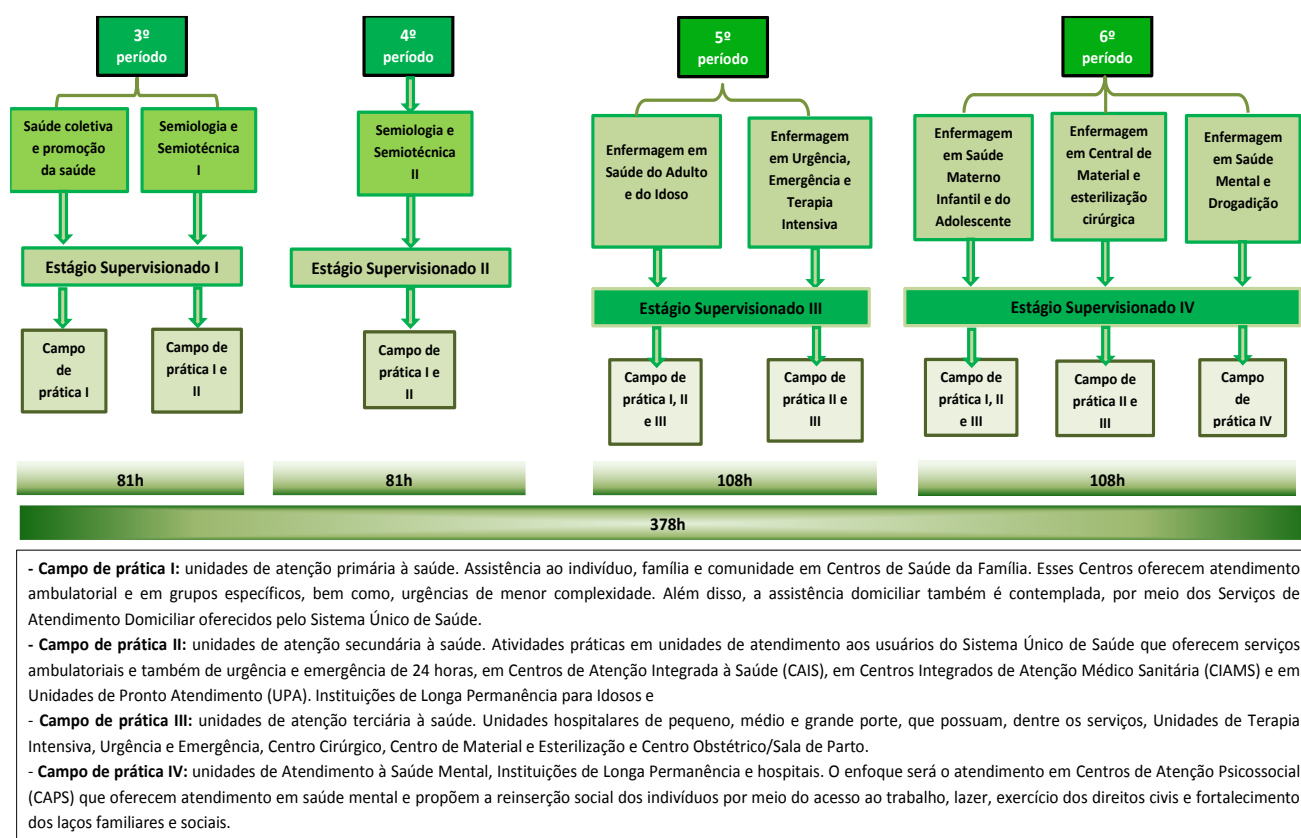 3º
período
4º
período
5º
período
6º
período
Saúde coletiva
e promoção
da saúde
Semiologia e
Semiotécnica
I
Semiologia e
Semiotécnica
II
Enfermagem em
Saúde do Adulto
e do Idoso
Enfermagem
em Urgência,
Emergência e
Terapia
Intensiva
Enfermagem
em Saúde
Materno
Infantil e do
Adolescente
Enfermagem
em Central de
Material e
esterilização
cirúrgica
Enfermagem
em Saúde
Mental e
Drogadição
Estágio Supervisionado I
Estágio Supervisionado II
Estágio Supervisionado III
Estágio Supervisionado IV
Campo
de
prática I
Campo de
prática I e
II
Campo de
prática I e
II
Campo de
prática I, II
e III
Campo de
prática II e
III
Campo de
prática I, II
e III
Campo de
prática II e
III
Campo
de
prática IV
81h
81h
108h
108h
378h
- Campo de prática I: unidades de atenção primária à saúde. Assistência ao indivíduo, família e comunidade em Centros de Saúde da Família. Esses Centros oferecem atendimento
ambulatorial e em grupos específicos, bem como, urgências de menor complexidade. Além disso, a assistência domiciliar também é contemplada, por meio dos Serviços de
Atendimento Domiciliar oferecidos pelo Sistema Único de Saúde.
- Campo de prática II: unidades de atenção secundária à saúde. Atividades práticas em unidades de atendimento aos usuários do Sistema Único de Saúde que oferecem serviços
ambulatoriais e também de urgência e emergência de 24 horas, em Centros de Atenção Integrada à Saúde (CAIS), em Centros Integrados de Atenção Médico Sanitária (CIAMS) e em
Unidades de Pronto Atendimento (UPA). Instituições de Longa Permanência para Idosos e
- Campo de prática III: unidades de atenção terciária à saúde. Unidades hospitalares de pequeno, médio e grande porte, que possuam, dentre os serviços, Unidades de Terapia
Intensiva, Urgência e Emergência, Centro Cirúrgico, Centro de Material e Esterilização e Centro Obstétrico/Sala de Parto.
- Campo de prática IV: unidades de Atendimento à Saúde Mental, Instituições de Longa Permanência e hospitais. O enfoque será o atendimento em Centros de Atenção Psicossocial
(CAPS) que oferecem atendimento em saúde mental e propõem a reinserção social dos indivíduos por meio do acesso ao trabalho, lazer, exercício dos direitos civis e fortalecimento
dos laços familiares e sociais.